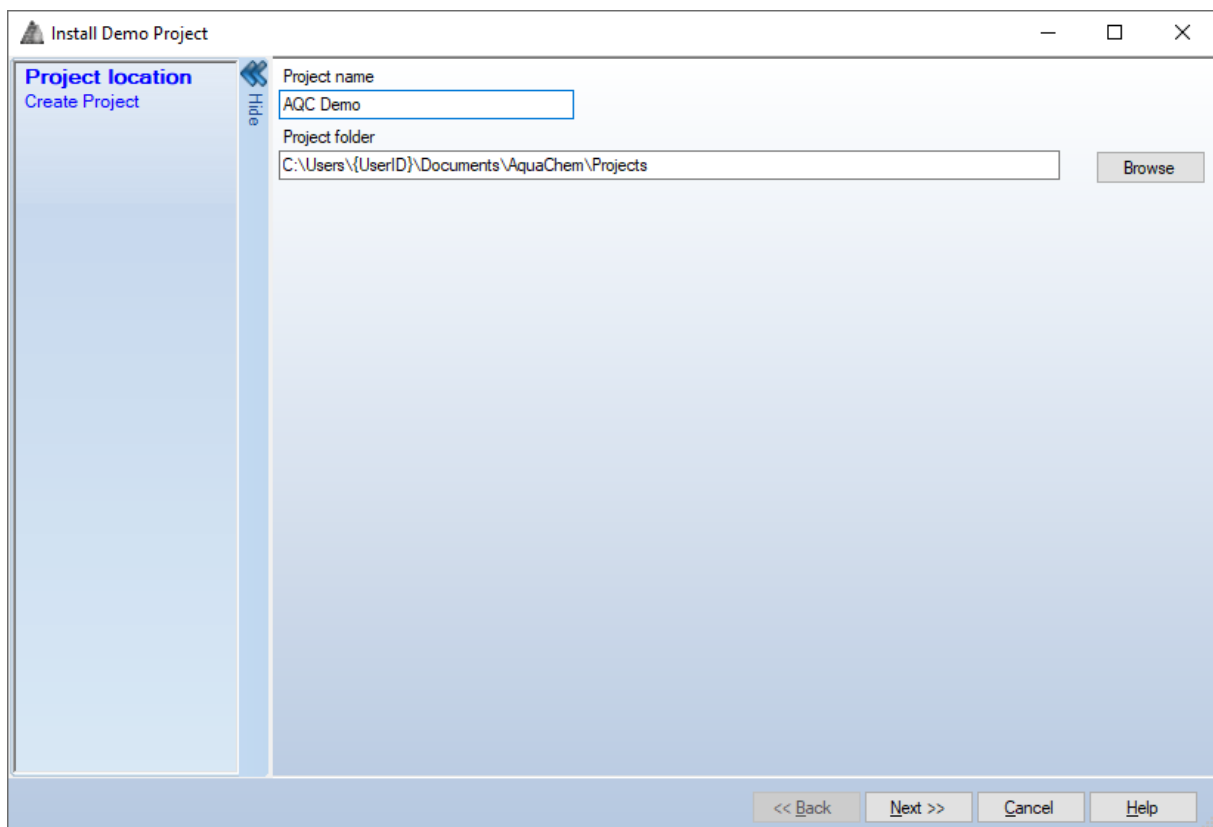 Install Demo Project
Project location
Create Project
Hide
Project name
AQC Demo
Project folder
C:\Users\{UserID}\Documents\AquaChem\Projects
Browse
<< Back
Next >>
Cancel
Help